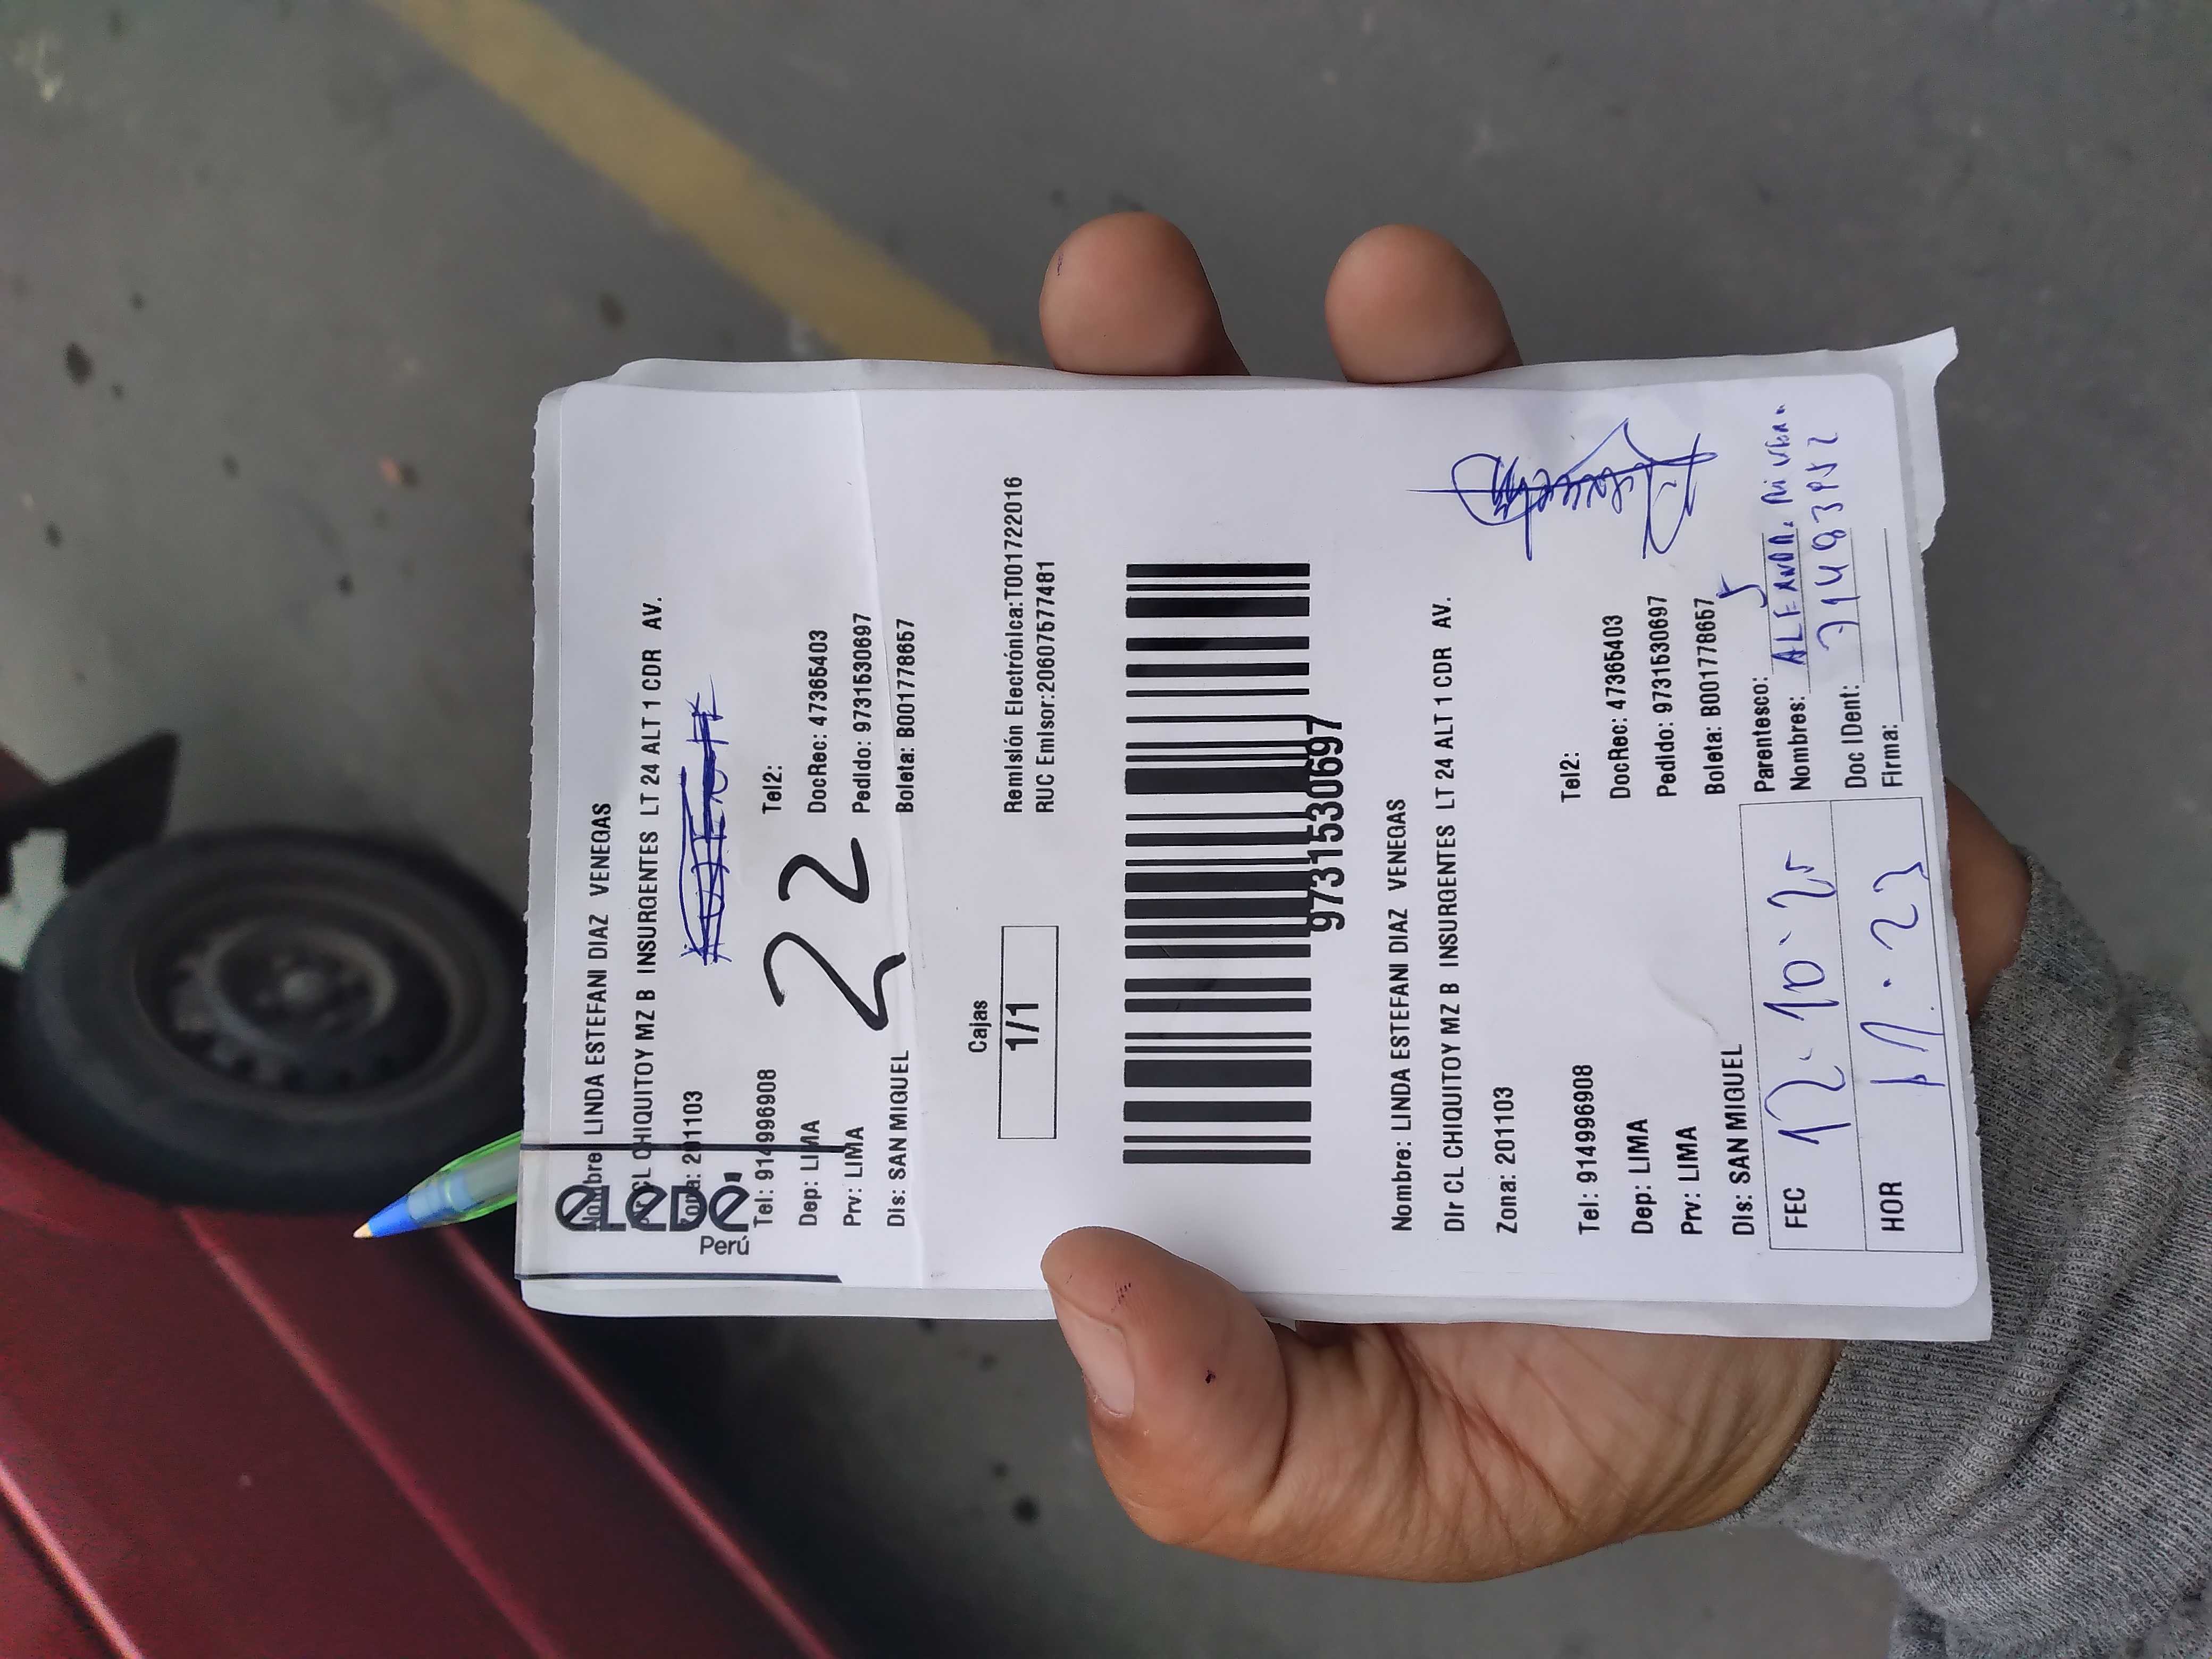 eLeDé
Perú
Nombre LINDA ESTEFANI DIAZ VENEGAS
CL CHIQUITOY MZ B INSURGENTES LT 24 ALT 1 CDR AV.
Zona: 201103
Tel: 914996908 Tel2:
22
Dep: LIMA DocRec: 47365403
Prv: LIMA Pedido: 9731530697
Dis: SAN MIGUEL Boleta: B001778657
Cajas
1/1
Remisión Electrónica:T001722016
RUC Emisor:20607577481
9731530697
Nombre: LINDA ESTEFANI DIAZ VENEGAS
Dir CL CHIQUITOY MZ B INSURGENTES LT 24 ALT 1 CDR AV.
Zona: 201103
Tel: 914996908 Tel2:
Dep: LIMA DocRec: 47365403
Prv: LIMA Pedido: 9731530697
Dis: SAN MIGUEL Boleta: B001778657
FEC 12-10-25
HOR 17.23
Parentesco:
Nombres:
Doc IDent:
Firma: